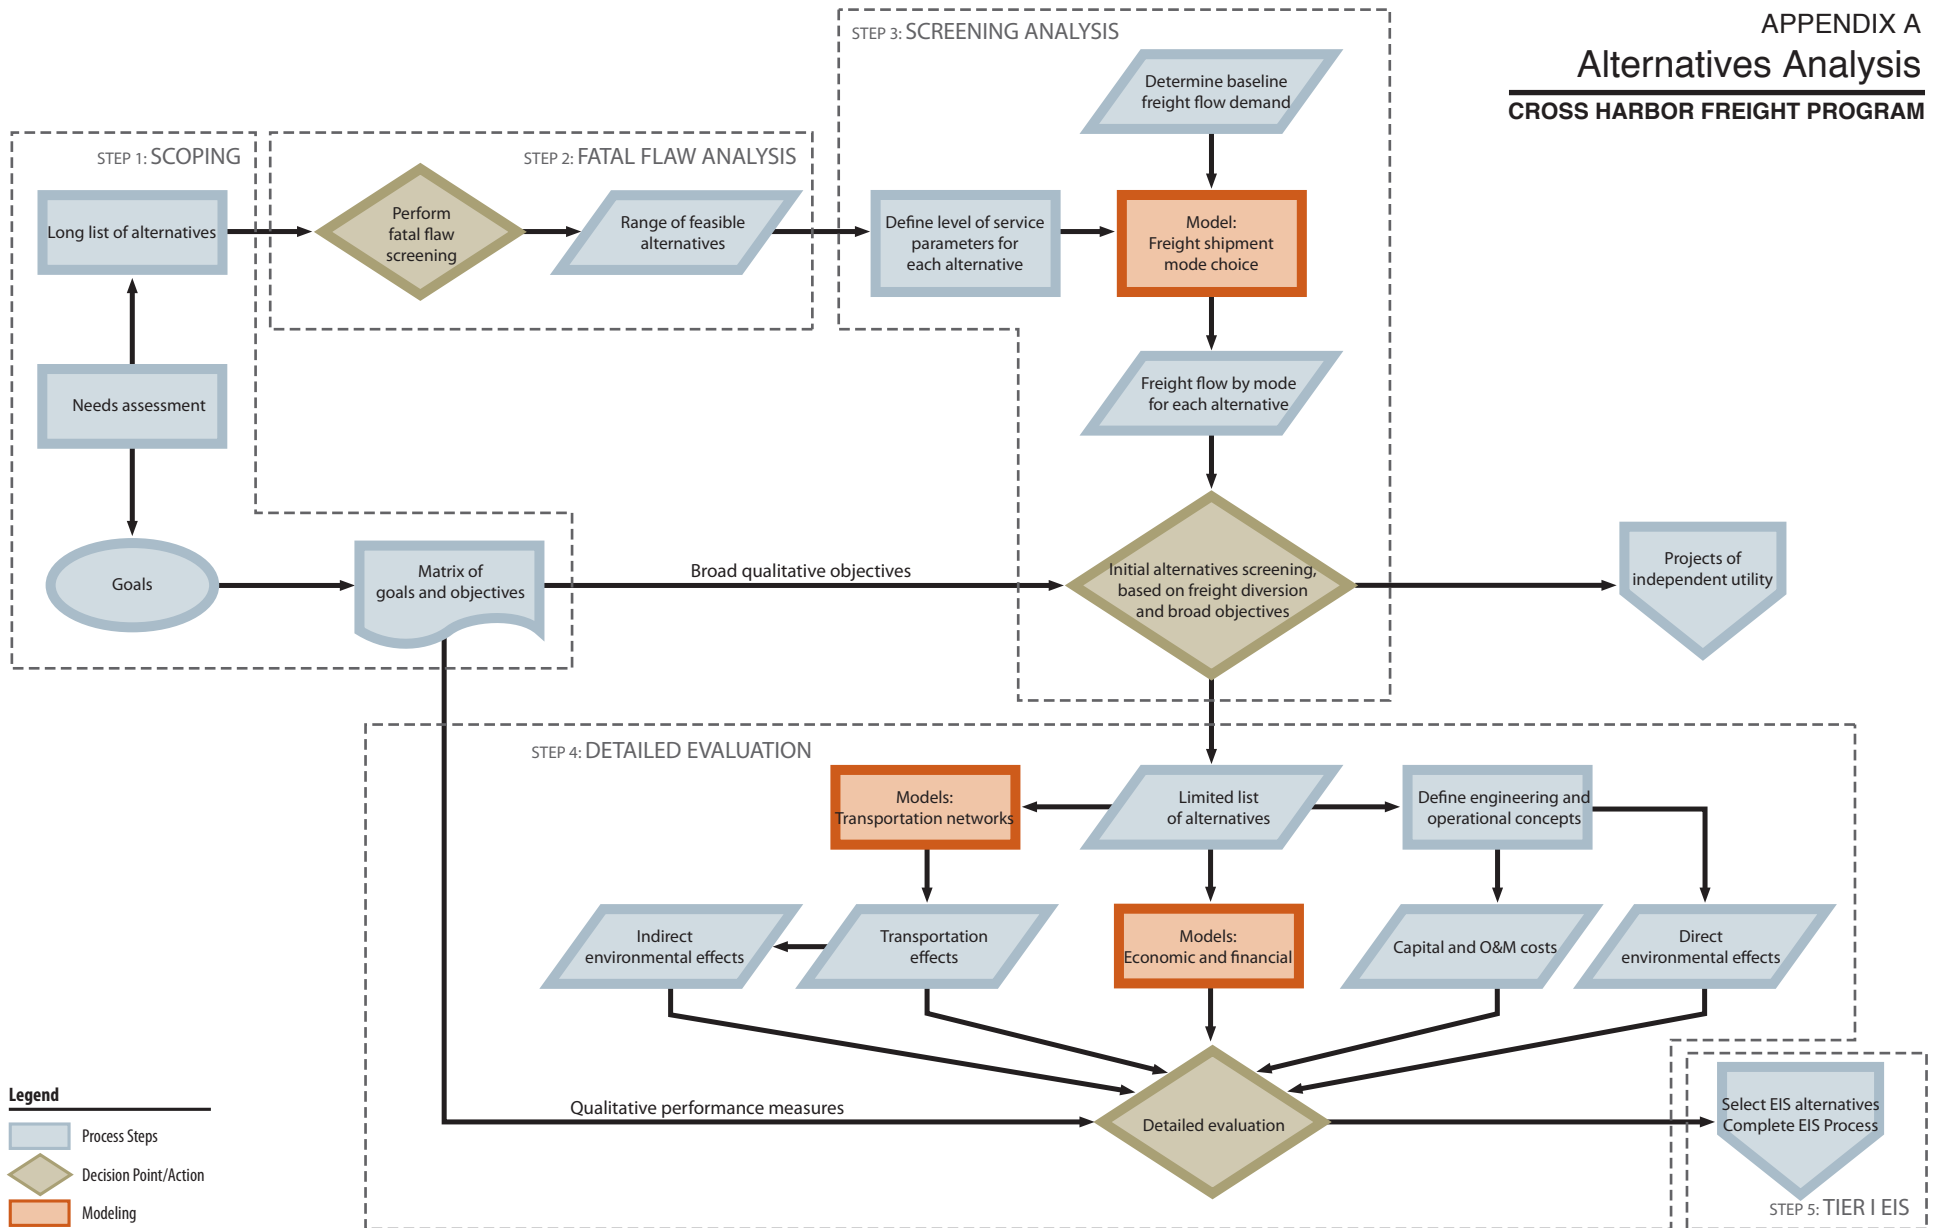 APPENDIX A
Alternatives Analysis
CROSS HARBOR FREIGHT PROGRAM
STEP 1: SCOPING
Long list of alternatives
Needs assessment
Goals
Matrix of
goals and objectives
STEP 2: FATAL FLAW ANALYSIS
Perform
fatal flaw
screening
Range of feasible
alternatives
STEP 3: SCREENING ANALYSIS
Determine baseline
freight flow demand
Define level of service
parameters for
each alternative
Model:
Freight shipment
mode choice
Freight flow by mode
for each alternative
Broad qualitative objectives
Initial alternatives screening,
based on freight diversion
and broad objectives
Projects of
independent utility
STEP 4: DETAILED EVALUATION
Models:
Transportation networks
Limited list
of alternatives
Define engineering and
operational concepts
Indirect
environmental effects
Transportation
effects
Models:
Economic and financial
Capital and O&M costs
Direct
environmental effects
Qualitative performance measures
Detailed evaluation
Select EIS alternatives
Complete EIS Process
STEP 5: TIER I EIS
Legend
Process Steps
Decision Point/Action
Modeling